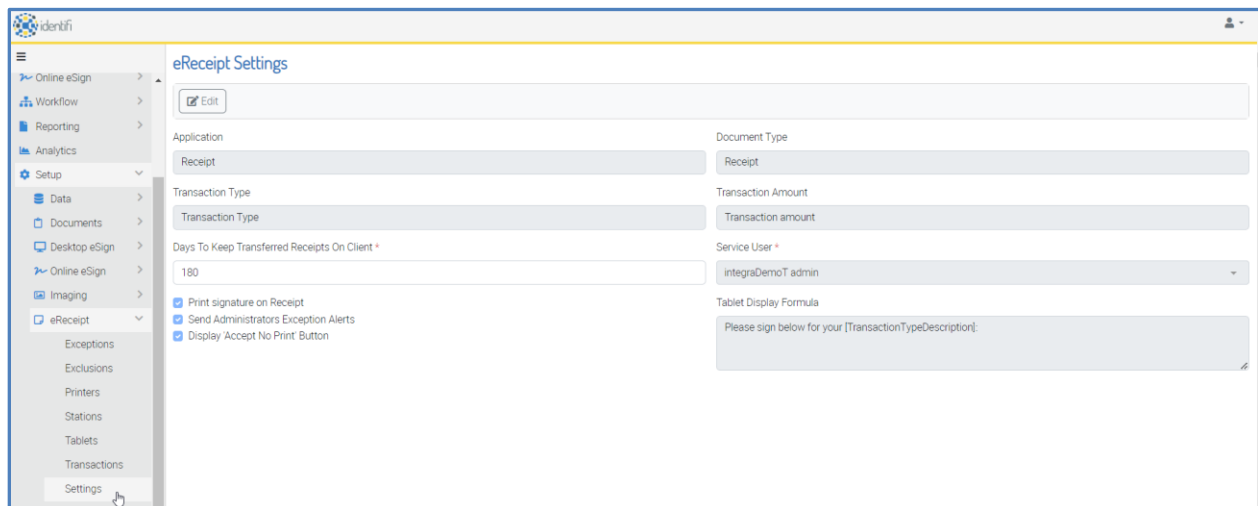 identifi
Online eSign
Workflow
Reporting
Analytics
Setup
Data
Documents
Desktop eSign
Online eSign
Imaging
eReceipt
Exceptions
Exclusions
Printers
Stations
Tablets
Transactions
Settings
eReceipt Settings
Edit
Application
Receipt
Document Type
Receipt
Transaction Type
Transaction Type
Transaction Amount
Transaction amount
Days To Keep Transferred Receipts On Client *
180
Service User *
integraDemoT admin
Print signature on Receipt
Send Administrators Exception Alerts
Display 'Accept No Print' Button
Tablet Display Formula
Please sign below for your [TransactionTypeDescription]: